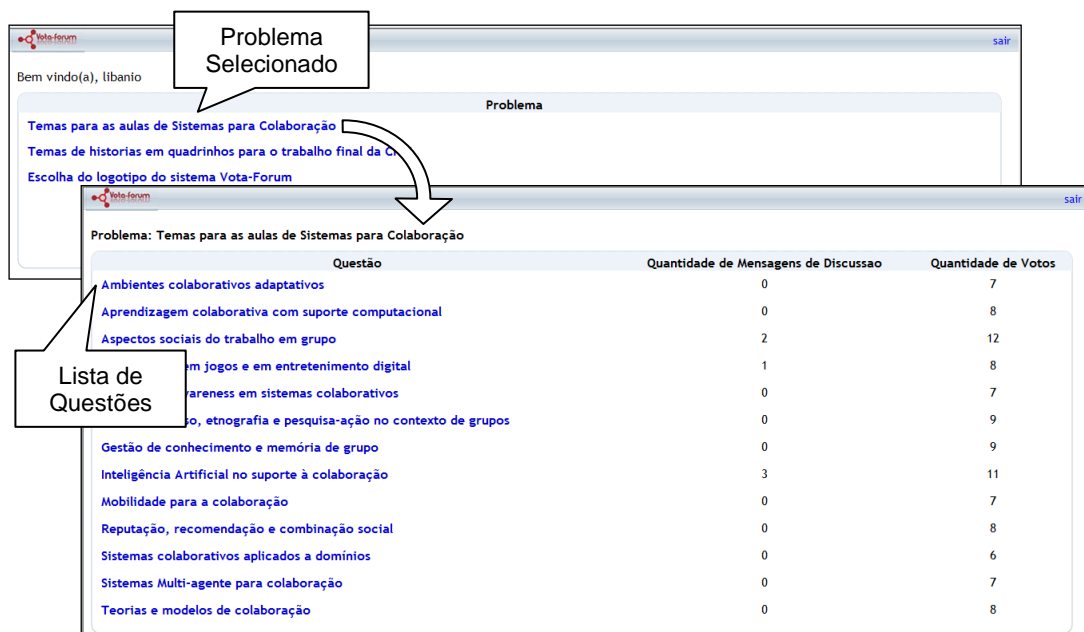 Vota-forum
Problema
Selecionado
sair
Bem vindo(a), libanio
Problema
Temas para as aulas de Sistemas para Colaboração
Temas de historias em quadrinhos para o trabalho final da
Escolha do logotipo do sistema Vota-Forum
Vota-forum
sair
Problema: Temas para as aulas de Sistemas para Colaboração
Questão Quantidade de Mensagens de Discussao Quantidade de Votos
Ambientes colaborativos adaptativos 0 7
Aprendizagem colaborativa com suporte computacional 0 8
Aspectos sociais do trabalho em grupo 2 12
em jogos e em entretenimento digital 1 8
em sistemas colaborativos 0 7
etnografia e pesquisa-ação no contexto de grupos 0 9
Gestão de conhecimento e memória de grupo 0 9
Inteligência Artificial no suporte à colaboração 3 11
Mobilidade para a colaboração 0 7
Reputação, recomendação e combinação social 0 8
Sistemas colaborativos aplicados a domínios 0 6
Sistemas Multi-agente para colaboração 0 7
Teorias e modelos de colaboração 0 8
Lista de
Questões